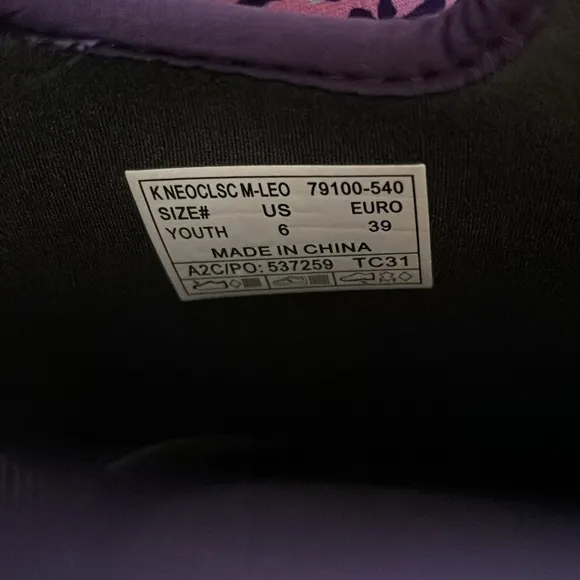 K NEOCLSC M-LEO 79100-540
SIZE# US EURO
YOUTH 6 39
MADE IN CHINA
A2C/PO: 537259 TC31